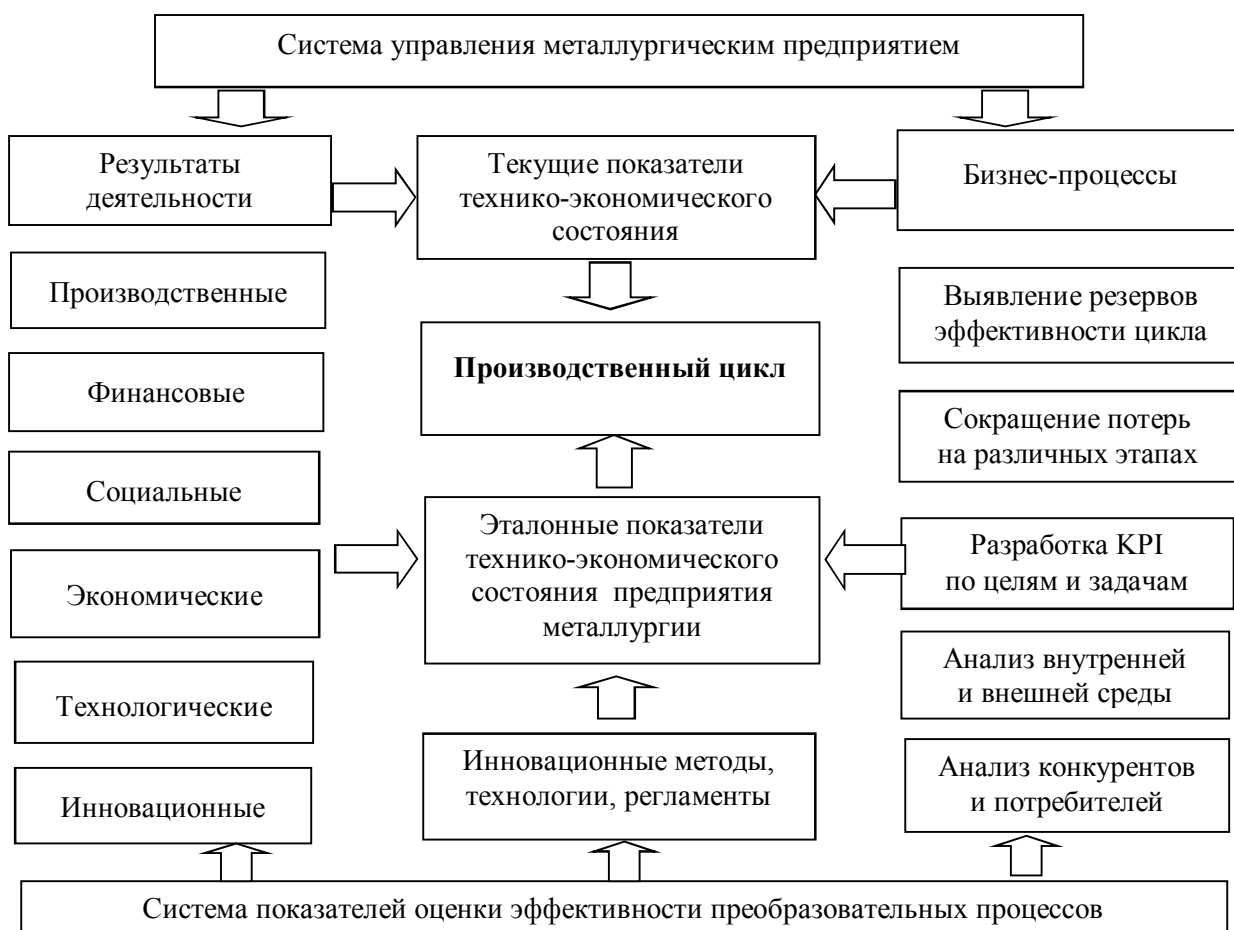 Система управления металлургическим предприятием
Результаты
деятельности
Текущие показатели
технико-экономического
состояния
Бизнес-процессы
Производственные
Финансовые
Социальные
Экономические
Технологические
Инновационные
Производственный цикл
Эталонные показатели
технико-экономического
состояния предприятия
металлургии
Инновационные методы,
технологии, регламенты
Выявление резервов
эффективности цикла
Сокращение потерь
на различных этапах
Разработка KPI
по целям и задачам
Анализ внутренней
и внешней среды
Анализ конкурентов
и потребителей
Система показателей оценки эффективности преобразовательных процессов